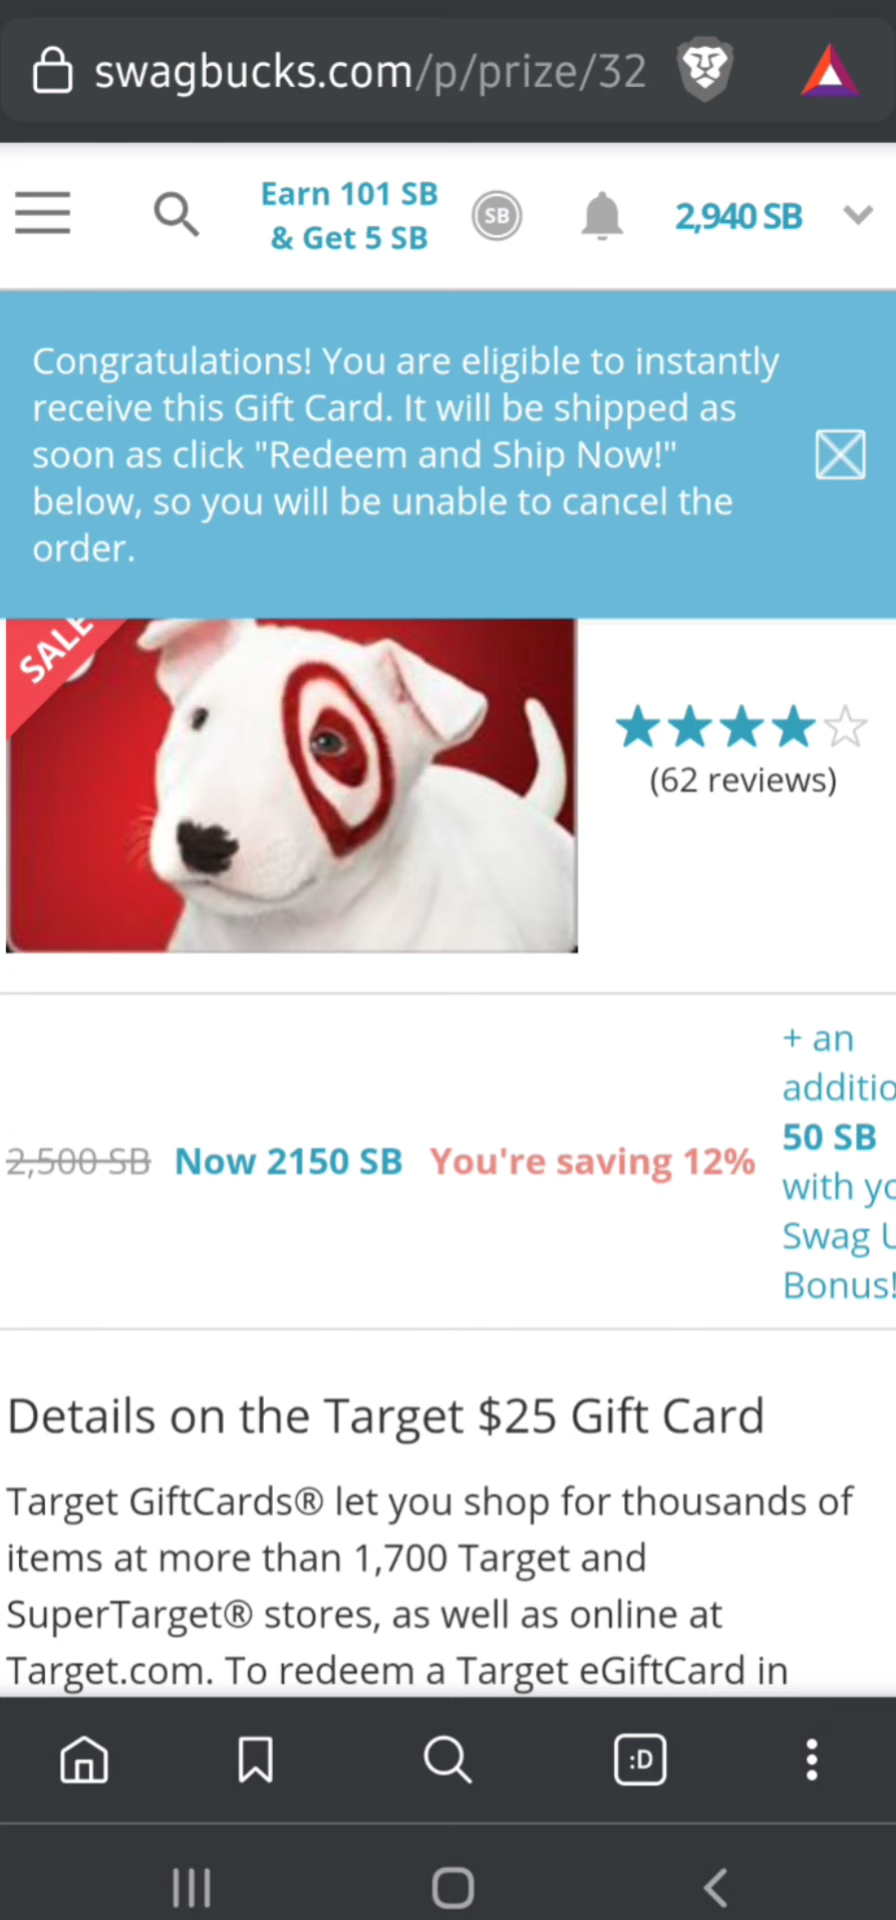 swagbucks.com/p/prize/32
Earn 101 SB
& Get 5 SB
SB
2,940 SB
Congratulations! You are eligible to instantly
receive this Gift Card. It will be shipped as
soon as click "Redeem and Ship Now!"
below, so you will be unable to cancel the
order.
SALE
(62 reviews)
2,500 SB Now 2150 SB You're saving 12%
+ an
additio
50 SB
with yo
Swag U
Bonus!
Details on the Target $25 Gift Card
Target GiftCards® let you shop for thousands of
items at more than 1,700 Target and
SuperTarget® stores, as well as online at
Target.com. To redeem a Target eGiftCard in
:D